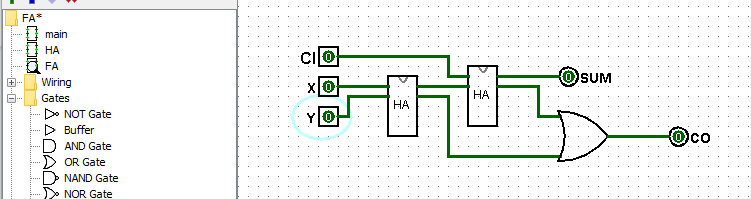 FA*
main
HA
FA
Wiring
Gates
NOT Gate
Buffer
AND Gate
OR Gate
NAND Gate
NOR Gate
CI 0
X 0
Y 0
HA
HA
0 SUM
0 CO